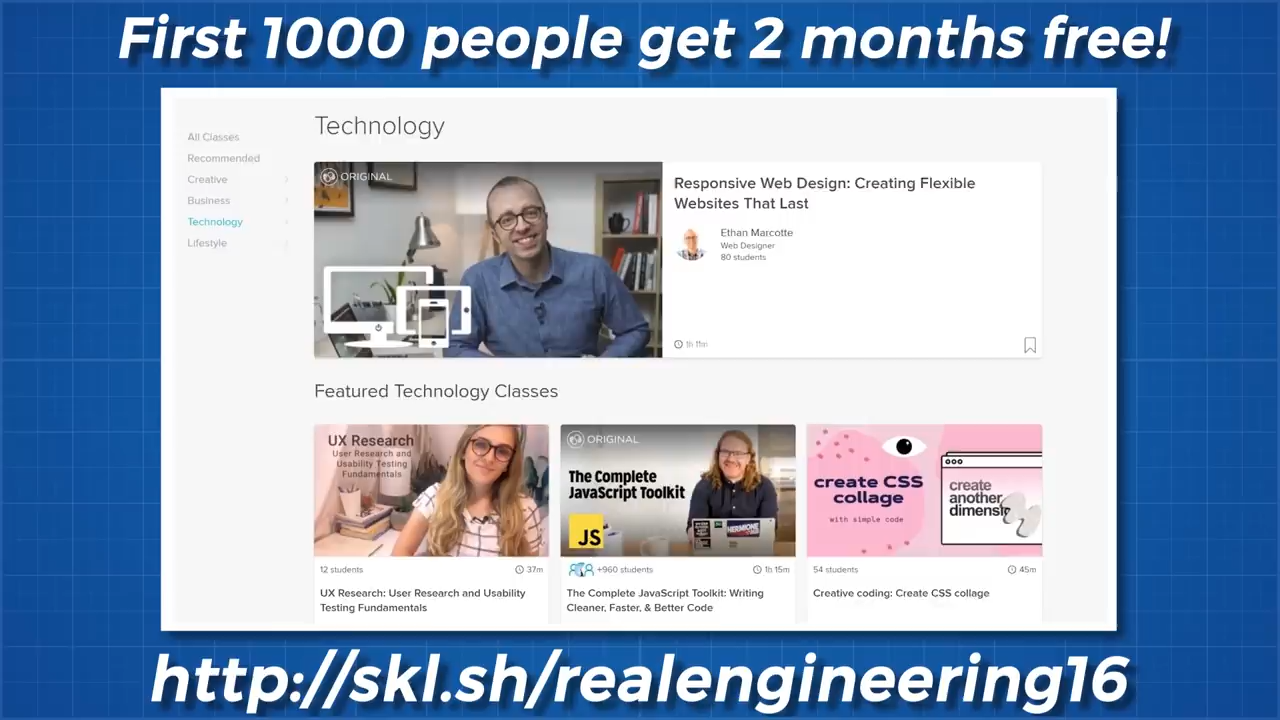 First 1000 people get 2 months free!
Technology
All Classes
Recommended
Creative
Business
Technology
Lifestyle
ORIGINAL
Responsive Web Design: Creating Flexible
Websites That Last
Ethan Marcotte
Web Designer
80 students
1h 11m
Featured Technology Classes
UX Research
User Research and
Usability Testing
Fundamentals
12 students
37m
UX Research: User Research and Usability
Testing Fundamentals
ORIGINAL
The Complete
JavaScript Toolkit
JS
HERMIONE
+960 students
1h 15m
The Complete JavaScript Toolkit: Writing
Cleaner, Faster, & Better Code
create CSS
collage
with simple code
create
another
dimensio
54 students
45m
Creative coding: Create CSS collage
http://skl.sh/realengineering16